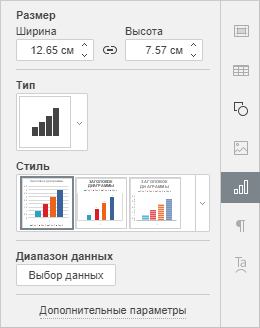 Размер
Ширина Высота
12.65 см 7.57 см
Тип
Стиль
ЗАГОЛОВОК ДИАГРАММЫ
ЗАГОЛОВОК
ДИАГРАММЫ
Диапазон данных
Выбор данных
Дополнительные параметры
Ta